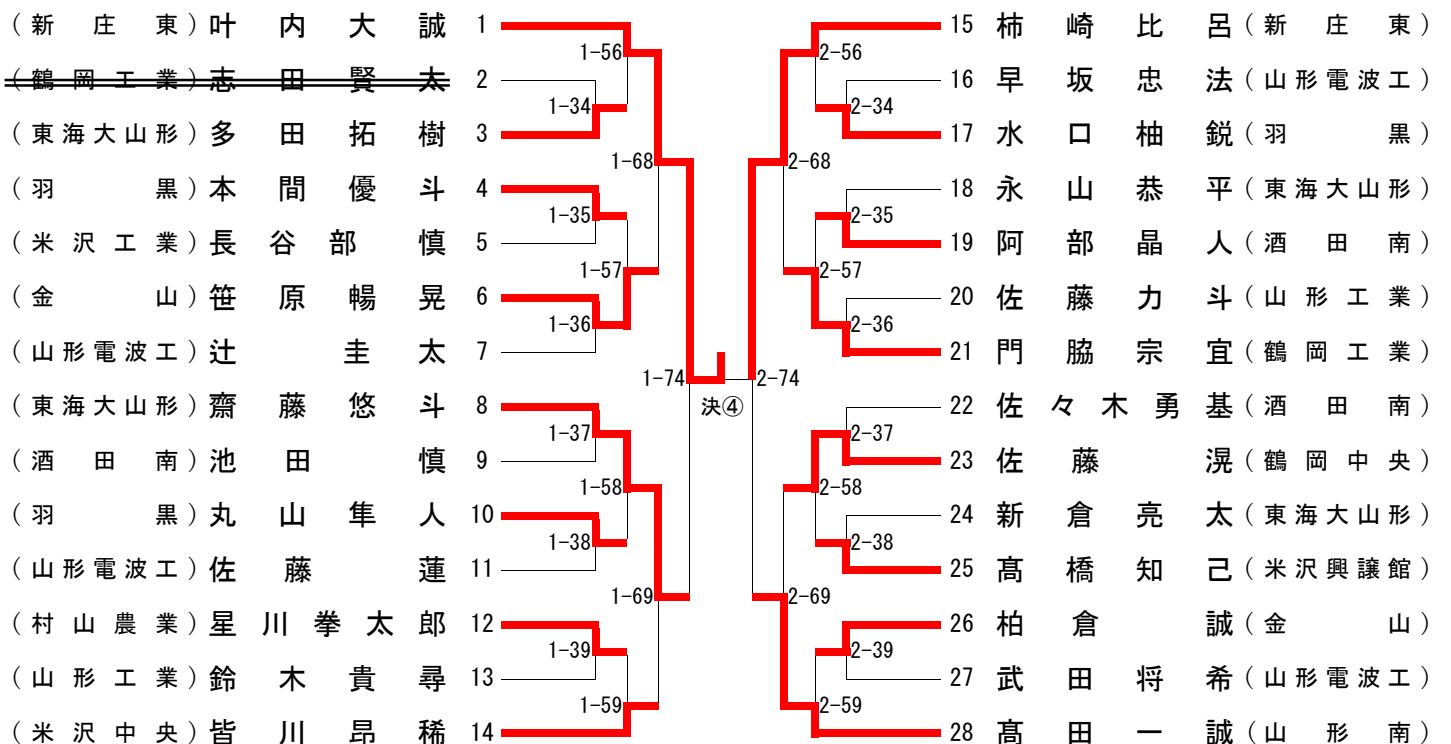 (新庄東) 叶内大誠 1
(鶴岡工業) 志田賢太 2
(東海大山形) 多田拓樹 3
(羽黒) 本間優斗 4
(米沢工業) 長谷部慎 5
(金山) 笹原暢晃 6
(山形電波工) 辻圭太 7
(東海大山形) 齋藤悠斗 8
(酒田南) 池田慎 9
(羽黒) 丸山隼人 10
(山形電波工) 佐藤蓮 11
(村山農業) 星川拳太郎 12
(山形工業) 鈴木貴尋 13
(米沢中央) 皆川昂稀 14
1-56
1-34
1-68
1-35
1-57
1-36
1-74
1-37
1-58
1-38
1-69
1-39
1-59
決④
2-56
2-34
2-68
2-35
2-57
2-36
2-74
2-37
2-58
2-38
2-69
2-39
2-59
15 柿崎比呂 (新庄東)
16 早坂忠法 (山形電波工)
17 水口柚鋭 (羽黒)
18 永山恭平 (東海大山形)
19 阿部晶人 (酒田南)
20 佐藤力斗 (山形工業)
21 門脇宗宜 (鶴岡工業)
22 佐々木勇基 (酒田南)
23 佐藤滉 (鶴岡中央)
24 新倉亮太 (東海大山形)
25 髙橋知己 (米沢興譲館)
26 柏倉誠 (金山)
27 武田将希 (山形電波工)
28 髙田一誠 (山形南)